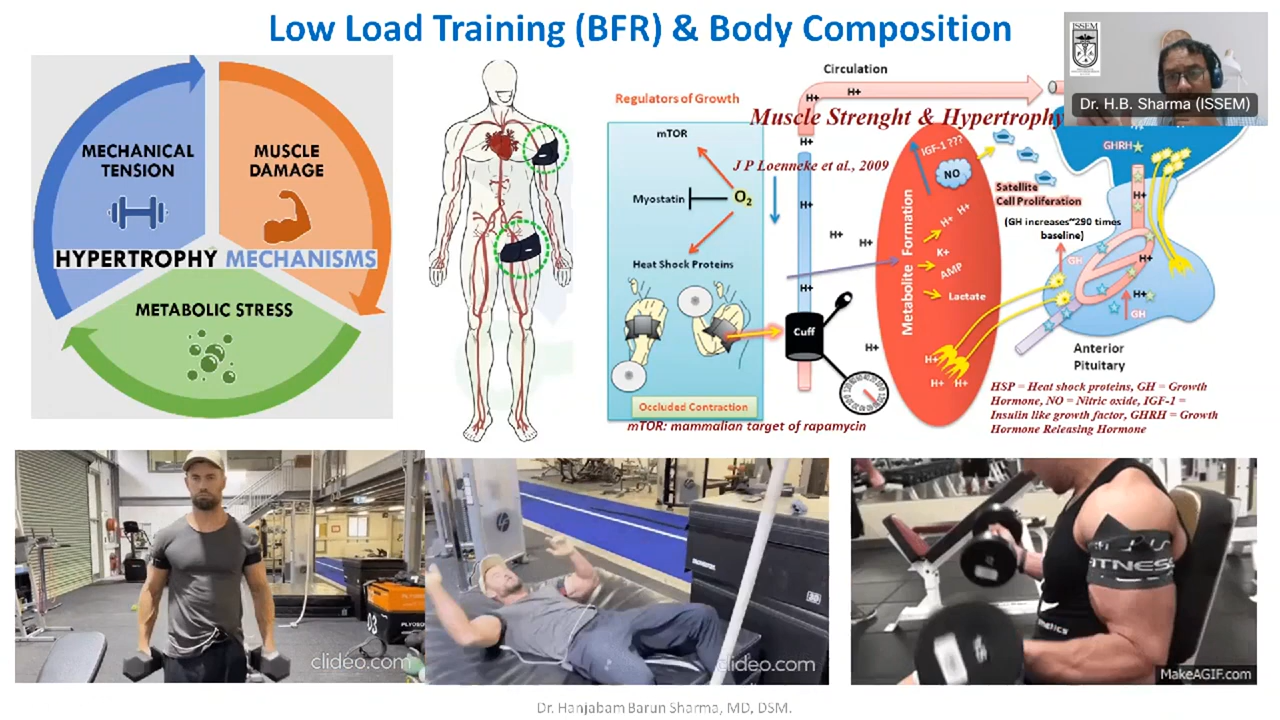 Low Load Training (BFR) & Body Composition
ISSEM
Dr. H.B. Sharma (ISSEM)
MECHANICAL
TENSION
MUSCLE
DAMAGE
HYPERTROPHY MECHANISMS
METABOLIC STRESS
Regulators of Growth
mTOR
Myostatin
O₂
Heat Shock Proteins
Occluded Contraction
mTOR: mammalian target of rapamycin
Circulation
H+
H+
Muscle Strenght & Hypertrophy
J P Loenneke et al., 2009
H+
H+
H+
H+
H+
H+
Cuff
Metabolite Formation
IGF-1 ???
NO
H+
H+
K+
AMP
Lactate
H+
H+
H+
Satellite
Cell Proliferation
(GH increases~290 times
baseline)
GH
H+
H+
GHRH
H+
H+
H+
GH
Anterior
Pituitary
HSP = Heat shock proteins, GH = Growth
Hormone, NO = Nitric oxide, IGF-1 =
Insulin like growth factor, GHRH = Growth
Hormone Releasing Hormone
clideo.com
clideo.com
FITNESS
MakeAGIF.com
Dr. Hanjabam Barun Sharma, MD, DSM.